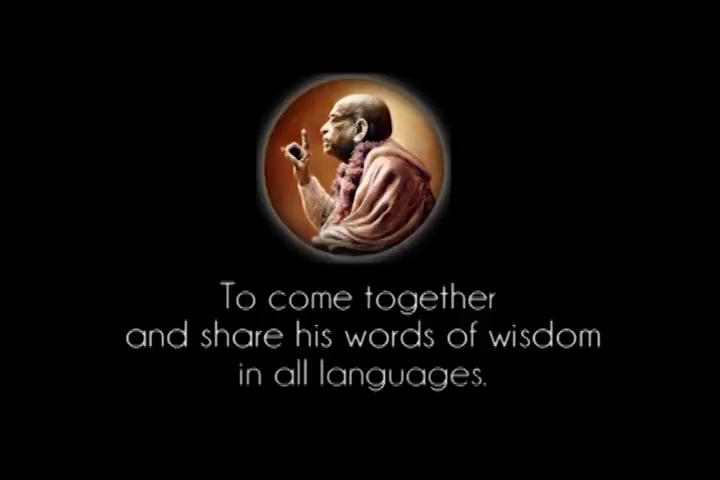 To come together
and share his words of wisdom
in all languages.